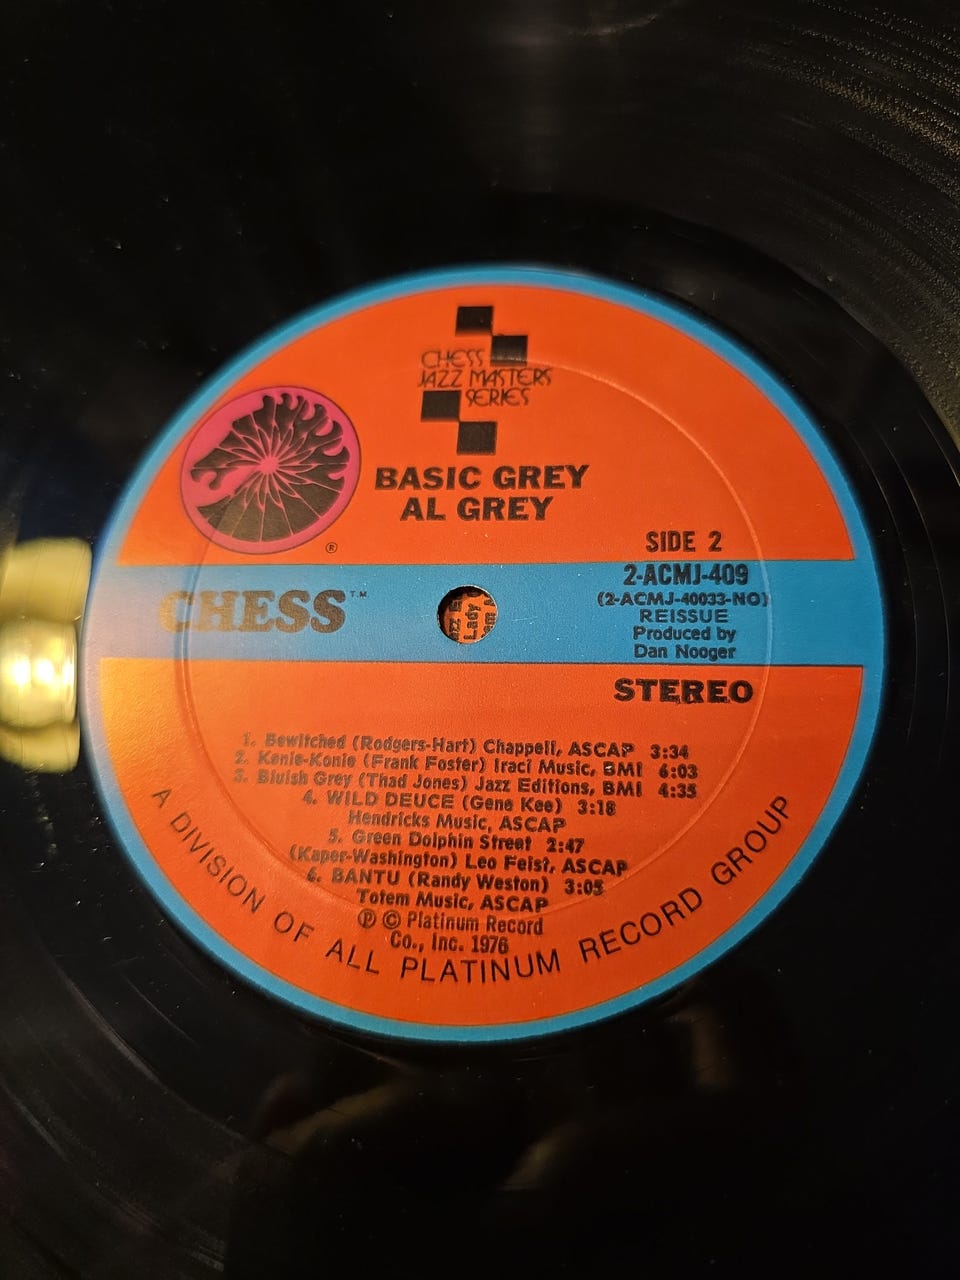 CHESS
JAZZ MASTERS
SERIES
BASIC GREY
AL GREY
®
SIDE 2
2-ACMJ-409
(2-ACMJ-40033-NO)
REISSUE
Produced by
Dan Nooger
CHESS™
STEREO
1. Bewitched (Rodgers-Hart) Chappell, ASCAP 3:34
2. Kenie-Konie (Frank Foster) Iraci Music, BMI 6:03
3. Bluish Grey (Thad Jones) Jazz Editions, BMI 4:35
4. WILD DEUCE (Gene Kee) 3:18
Hendricks Music, ASCAP
5. Green Dolphin Street 2:47
(Kaper-Washington) Leo Feist, ASCAP
6. BANTU (Randy Weston) 3:05
Totem Music, ASCAP
℗ © Platinum Record
Co., Inc. 1976
A DIVISION OF ALL PLATINUM RECORD GROUP
Lady